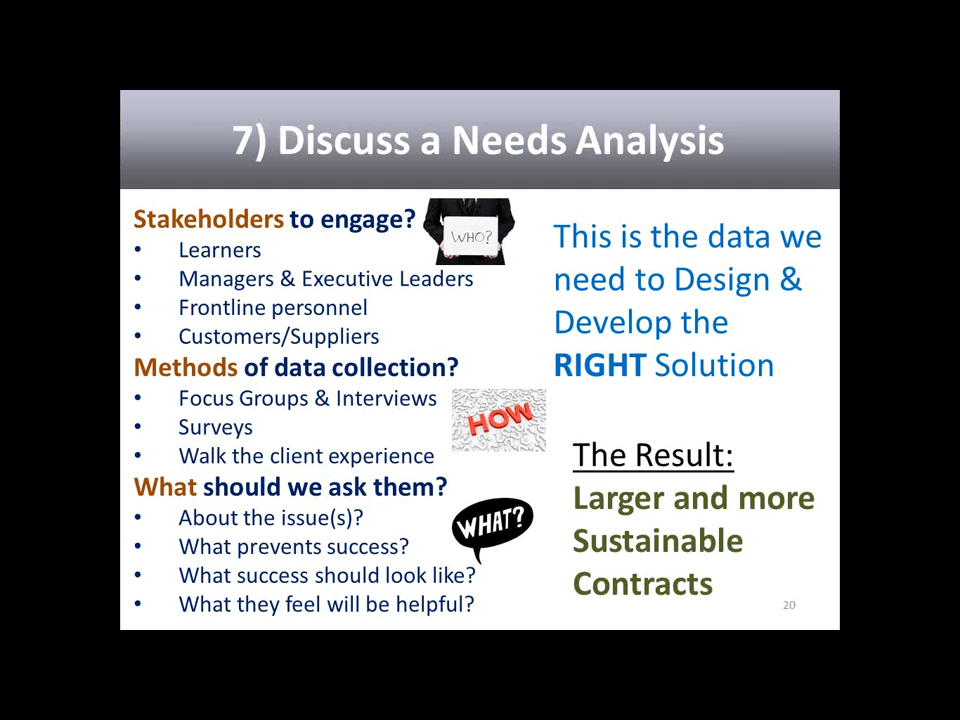 7) Discuss a Needs Analysis
Stakeholders to engage?
WHO?
• Learners
• Managers & Executive Leaders
• Frontline personnel
• Customers/Suppliers
Methods of data collection?
• Focus Groups & Interviews
• Surveys
• Walk the client experience
HOW
What should we ask them?
• About the issue(s)?
• What prevents success?
• What success should look like?
• What they feel will be helpful?
WHAT?
This is the data we
need to Design &
Develop the
RIGHT Solution
The Result:
Larger and more
Sustainable
Contracts
20